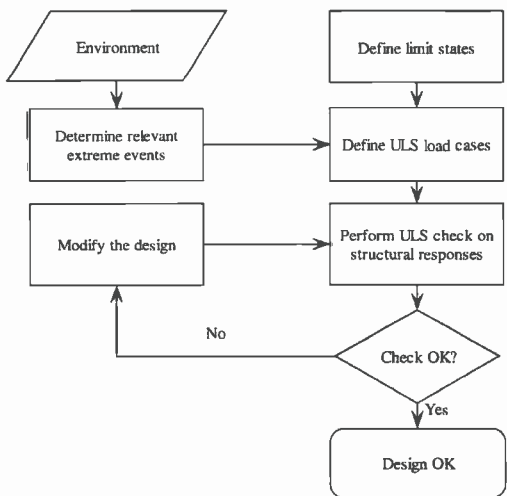 Environment
Define limit states
Determine relevant
extreme events
Define ULS load cases
Modify the design
Perform ULS check on
structural responses
No
Check OK?
Yes
Design OK